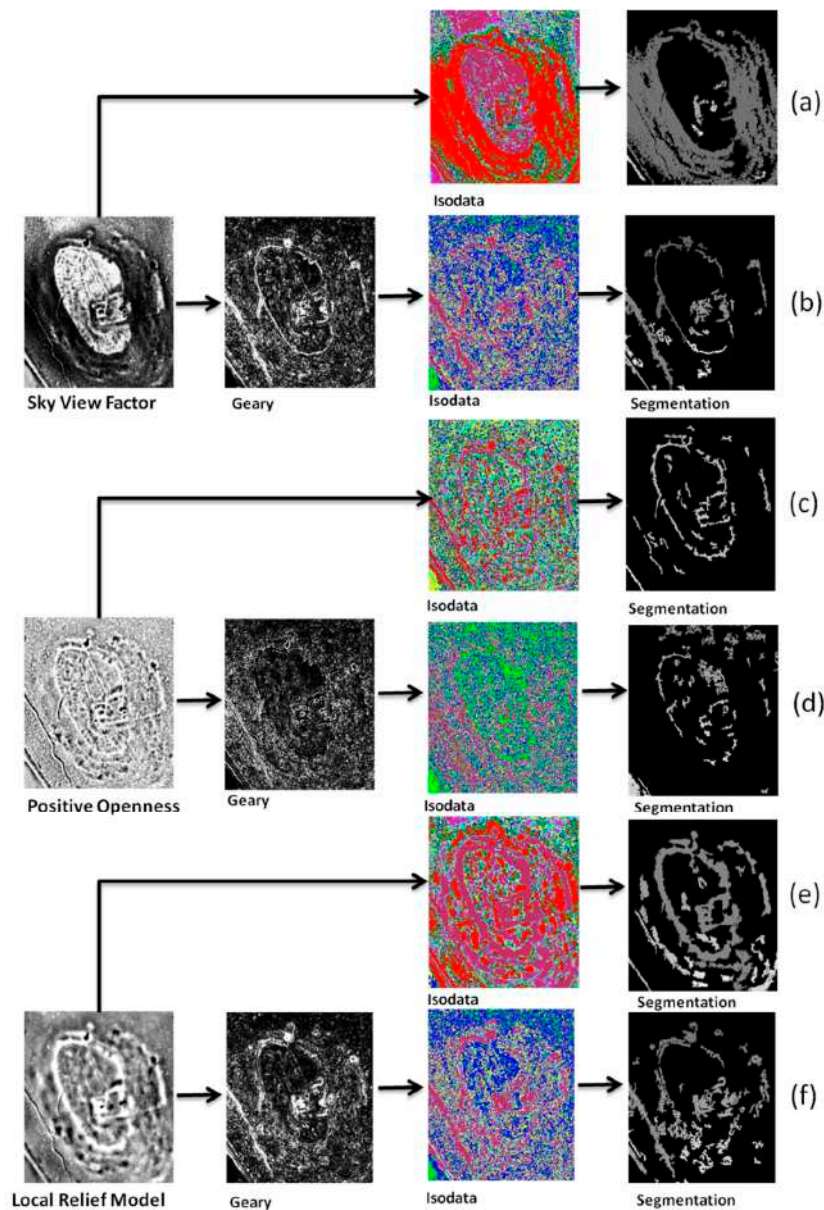 (a)
Isodata
(b)
Sky View Factor
Geary
Isodata
Segmentation
(c)
Isodata
Segmentation
(d)
Positive Openness
Geary
Isodata
Segmentation
(e)
Isodata
Segmentation
(f)
Local Relief Model
Geary
Isodata
Segmentation